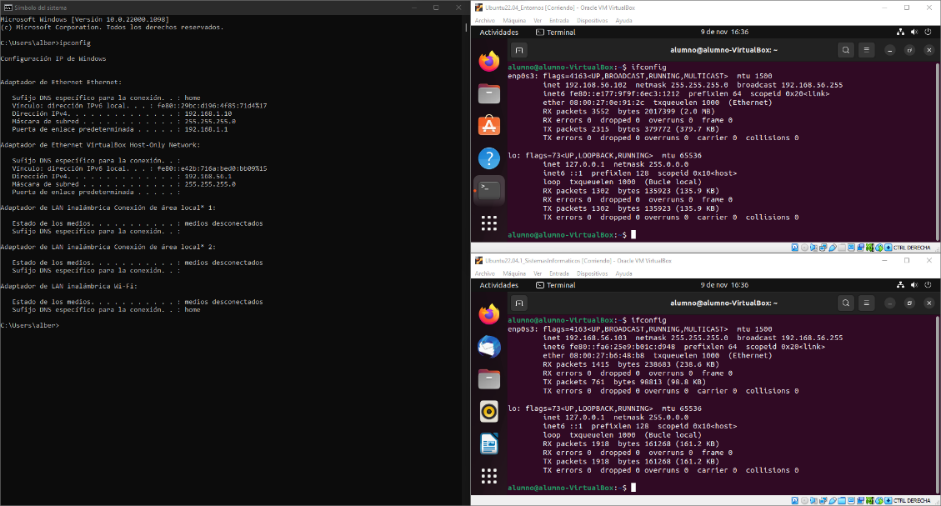 Símbolo del sistema
Microsoft Windows [Versión 10.0.22000.1098]
(c) Microsoft Corporation. Todos los derechos reservados.
C:\Users\alber>ipconfig
Configuración IP de Windows
Adaptador de Ethernet Ethernet:
Sufijo DNS específico para la conexión. . : home
Vínculo: dirección IPv6 local. . . : fe80::29bc:d196:4f85:71d4%17
Dirección IPv4. . . . . . . . . . . . . . : 192.168.1.10
Máscara de subred . . . . . . . . . . . . : 255.255.255.0
Puerta de enlace predeterminada . . . . . : 192.168.1.1
Adaptador de Ethernet VirtualBox Host-Only Network:
Sufijo DNS específico para la conexión. . :
Vínculo: dirección IPv6 local. . . : fe80::e42b:716a:bed0:bb09%15
Dirección IPv4. . . . . . . . . . . . . . : 192.168.56.1
Máscara de subred . . . . . . . . . . . . : 255.255.255.0
Puerta de enlace predeterminada . . . . . :
Adaptador de LAN inalámbrica Conexión de área local* 1:
Estado de los medios. . . . . . . . . . . : medios desconectados
Sufijo DNS específico para la conexión. . :
Adaptador de LAN inalámbrica Conexión de área local* 2:
Estado de los medios. . . . . . . . . . . : medios desconectados
Sufijo DNS específico para la conexión. . :
Adaptador de LAN inalámbrica Wi-Fi:
Estado de los medios. . . . . . . . . . . : medios desconectados
Sufijo DNS específico para la conexión. . : home
C:\Users\alber>
Ubuntu22.04_Entornos [Corriendo] - Oracle VM VirtualBox
Archivo Máquina Ver Entrada Dispositivos Ayuda
Actividades Terminal 9 de nov 16:36
alumno@alumno-VirtualBox: ~
alumno@alumno-VirtualBox:~$ ifconfig
enp0s3: flags=4163<UP,BROADCAST,RUNNING,MULTICAST> mtu 1500
inet 192.168.56.102 netmask 255.255.255.0 broadcast 192.168.56.255
inet6 fe80::e177:9f9f:6ec3:1212 prefixlen 64 scopeid 0x20<link>
ether 08:00:27:0e:91:2c txqueuelen 1000 (Ethernet)
RX packets 3552 bytes 2017399 (2.0 MB)
RX errors 0 dropped 0 overruns 0 frame 0
TX packets 2315 bytes 379772 (379.7 KB)
TX errors 0 dropped 0 overruns 0 carrier 0 collisions 0
lo: flags=73<UP,LOOPBACK,RUNNING> mtu 65536
inet 127.0.0.1 netmask 255.0.0.0
inet6 ::1 prefixlen 128 scopeid 0x10<host>
loop txqueuelen 1000 (Bucle local)
RX packets 1302 bytes 135923 (135.9 KB)
RX errors 0 dropped 0 overruns 0 frame 0
TX packets 1302 bytes 135923 (135.9 KB)
TX errors 0 dropped 0 overruns 0 carrier 0 collisions 0
alumno@alumno-VirtualBox:~$
CTRL DERECHA
Ubuntu22.04.1_SistemasInformaticos [Corriendo] - Oracle VM VirtualBox
Archivo Máquina Ver Entrada Dispositivos Ayuda
Actividades Terminal 9 de nov 16:36
alumno@alumno-VirtualBox: ~
alumno@alumno-VirtualBox:~$ ifconfig
enp0s3: flags=4163<UP,BROADCAST,RUNNING,MULTICAST> mtu 1500
inet 192.168.56.103 netmask 255.255.255.0 broadcast 192.168.56.255
inet6 fe80::fa6:25e9:b01c:d948 prefixlen 64 scopeid 0x20<link>
ether 08:00:27:b6:48:b8 txqueuelen 1000 (Ethernet)
RX packets 1415 bytes 238683 (238.6 KB)
RX errors 0 dropped 0 overruns 0 frame 0
TX packets 761 bytes 98813 (98.8 KB)
TX errors 0 dropped 0 overruns 0 carrier 0 collisions 0
lo: flags=73<UP,LOOPBACK,RUNNING> mtu 65536
inet 127.0.0.1 netmask 255.0.0.0
inet6 ::1 prefixlen 128 scopeid 0x10<host>
loop txqueuelen 1000 (Bucle local)
RX packets 1918 bytes 161268 (161.2 KB)
RX errors 0 dropped 0 overruns 0 frame 0
TX packets 1918 bytes 161268 (161.2 KB)
TX errors 0 dropped 0 overruns 0 carrier 0 collisions 0
alumno@alumno-VirtualBox:~$
CTRL DERECHA